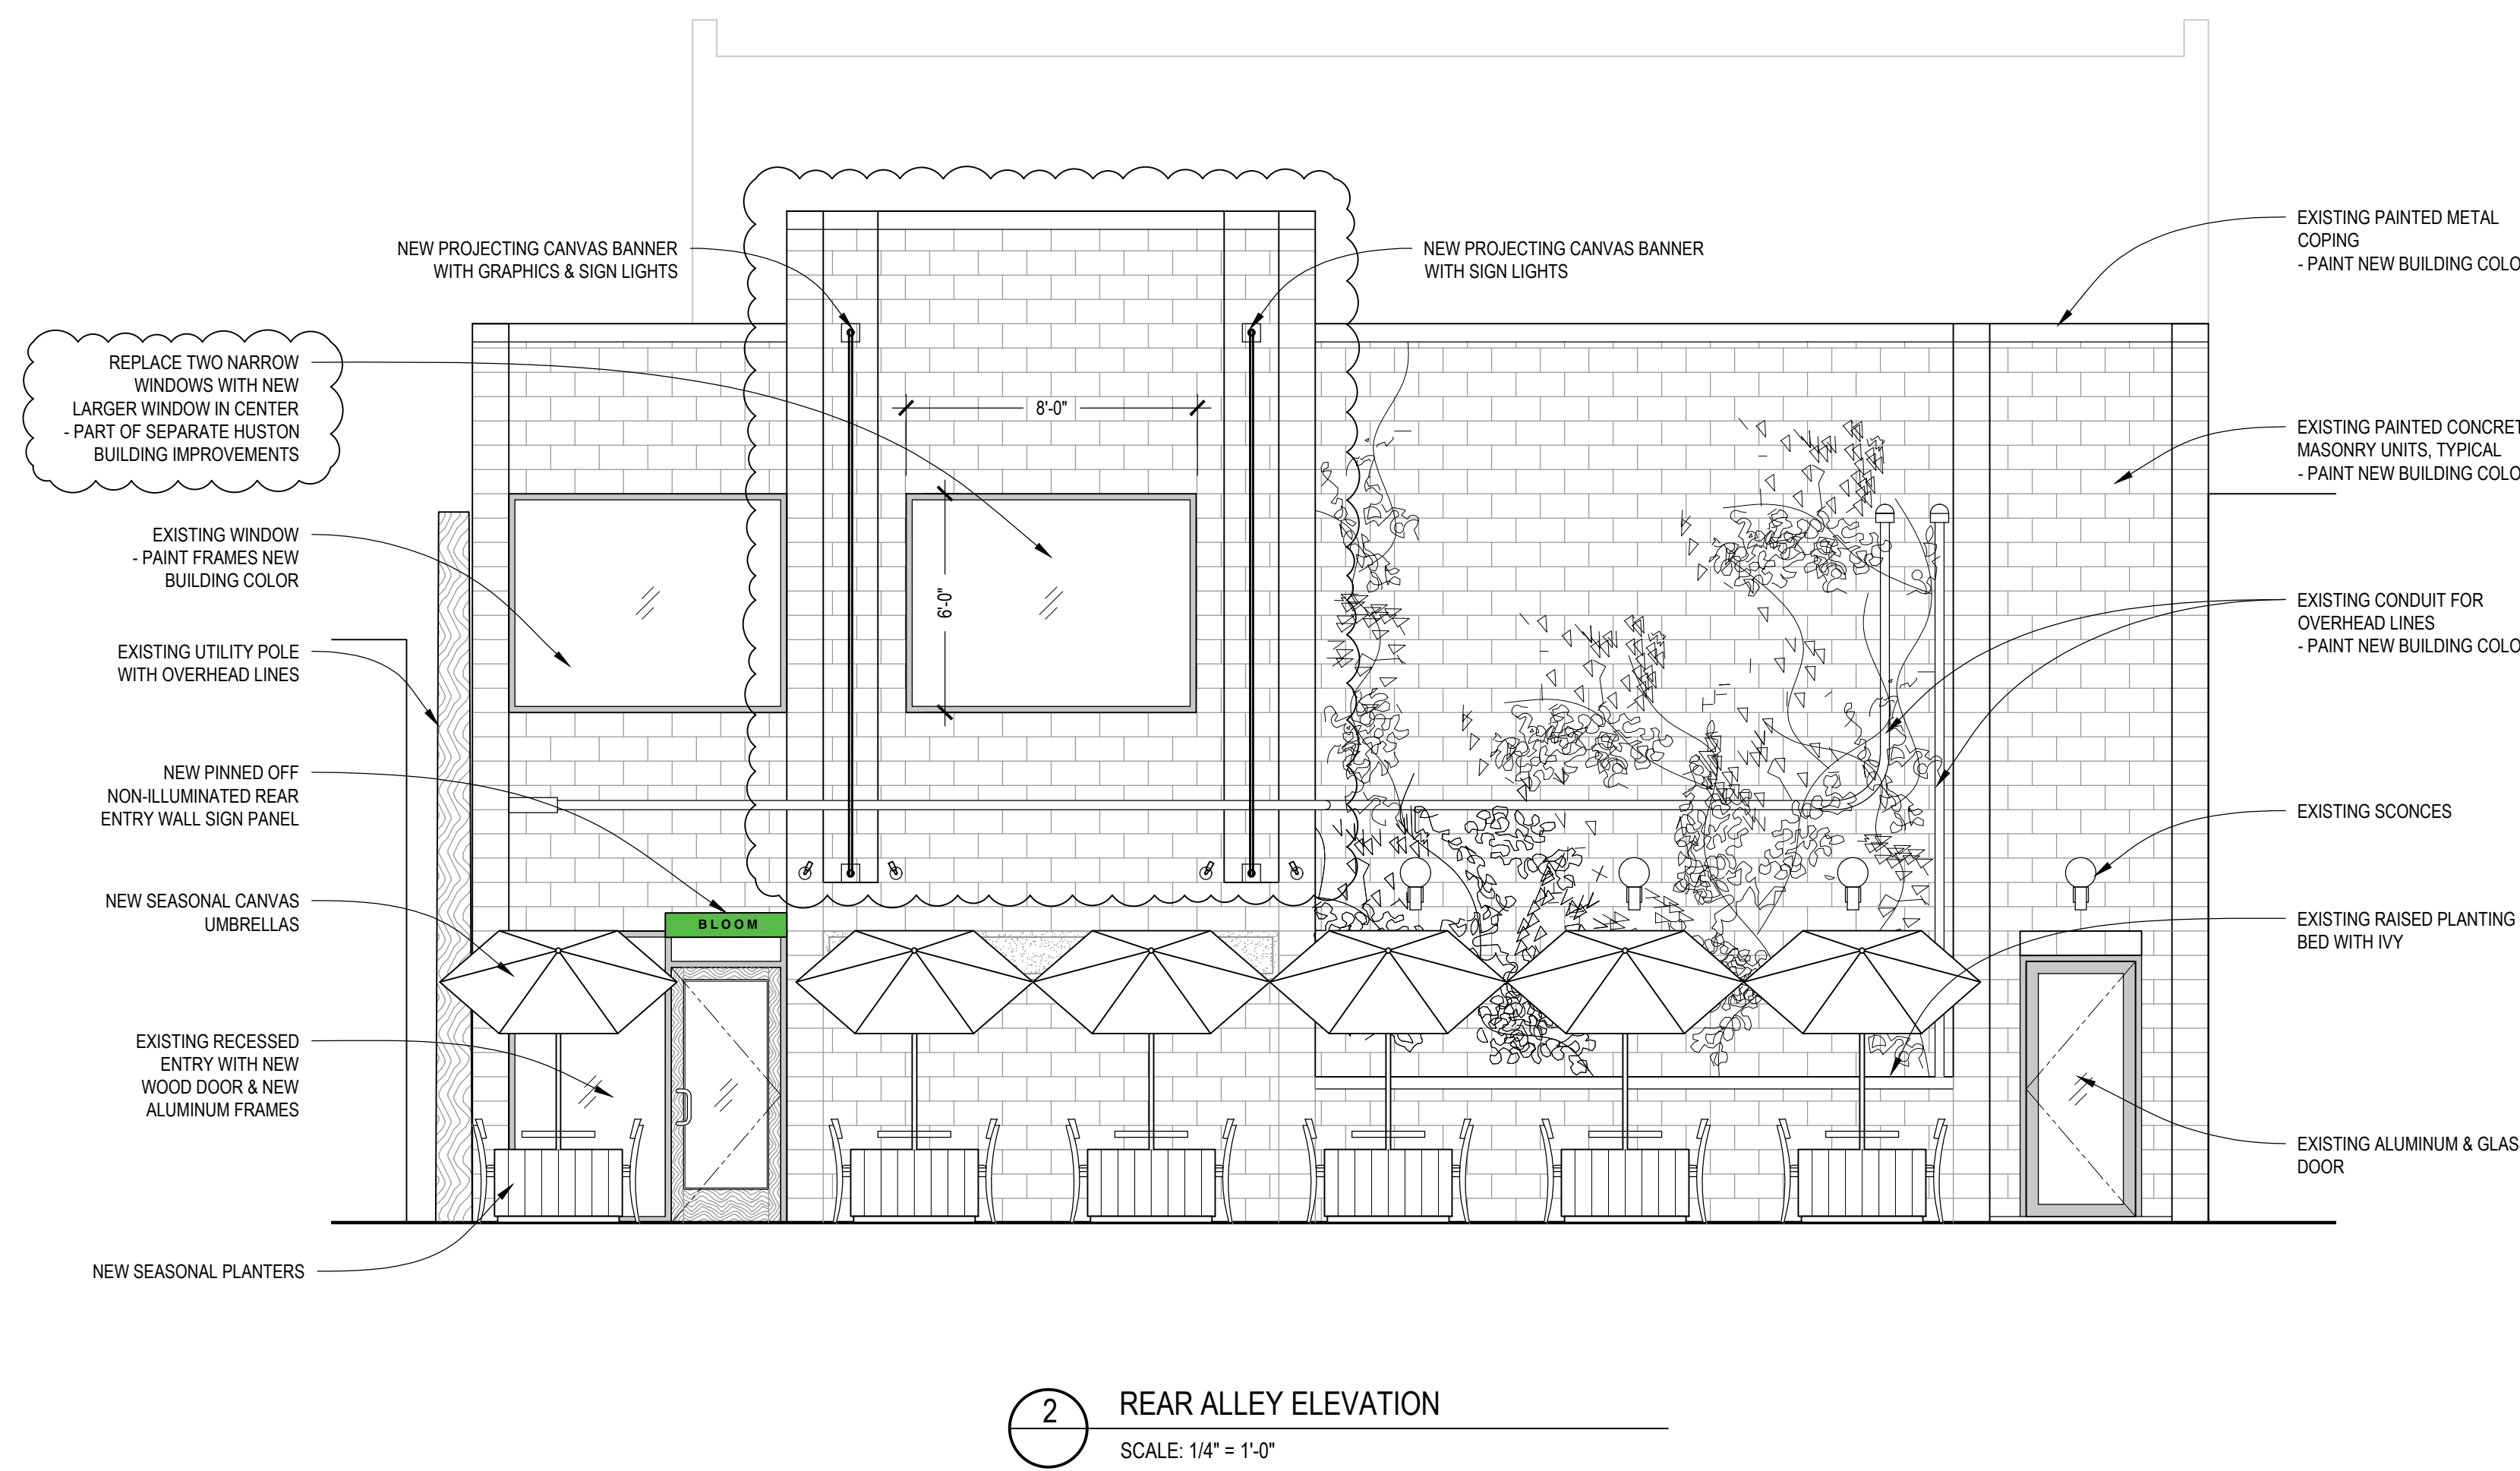 NEW PROJECTING CANVAS BANNER
WITH GRAPHICS & SIGN LIGHTS
REPLACE TWO NARROW
WINDOWS WITH NEW
LARGER WINDOW IN CENTER
- PART OF SEPARATE HUSTON
BUILDING IMPROVEMENTS
EXISTING WINDOW
- PAINT FRAMES NEW
BUILDING COLOR
EXISTING UTILITY POLE
WITH OVERHEAD LINES
NEW PINNED OFF
NON-ILLUMINATED REAR
ENTRY WALL SIGN PANEL
NEW SEASONAL CANVAS
UMBRELLAS
EXISTING RECESSED
ENTRY WITH NEW
WOOD DOOR & NEW
ALUMINUM FRAMES
NEW SEASONAL PLANTERS
8'-0"
6'-0"
BLOOM
NEW PROJECTING CANVAS BANNER
WITH SIGN LIGHTS
EXISTING PAINTED METAL
COPING
- PAINT NEW BUILDING COLO
EXISTING PAINTED CONCRET
MASONRY UNITS, TYPICAL
- PAINT NEW BUILDING COLO
EXISTING CONDUIT FOR
OVERHEAD LINES
- PAINT NEW BUILDING COLO
EXISTING SCONCES
EXISTING RAISED PLANTING
BED WITH IVY
EXISTING ALUMINUM & GLAS
DOOR
2
REAR ALLEY ELEVATION
SCALE: 1/4" = 1'-0"